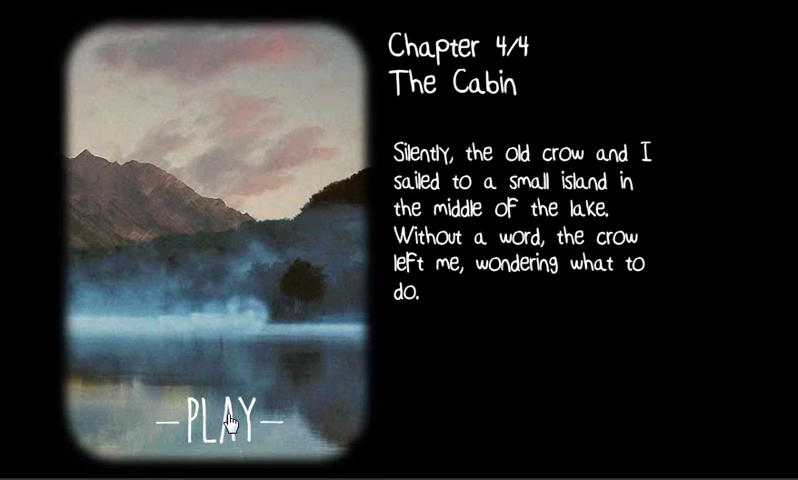 Chapter 4/4
The Cabin
Silently, the old crow and I
sailed to a small island in
the middle of the lake.
Without a word, the crow
left me, wondering what to
do.
—PLAY—